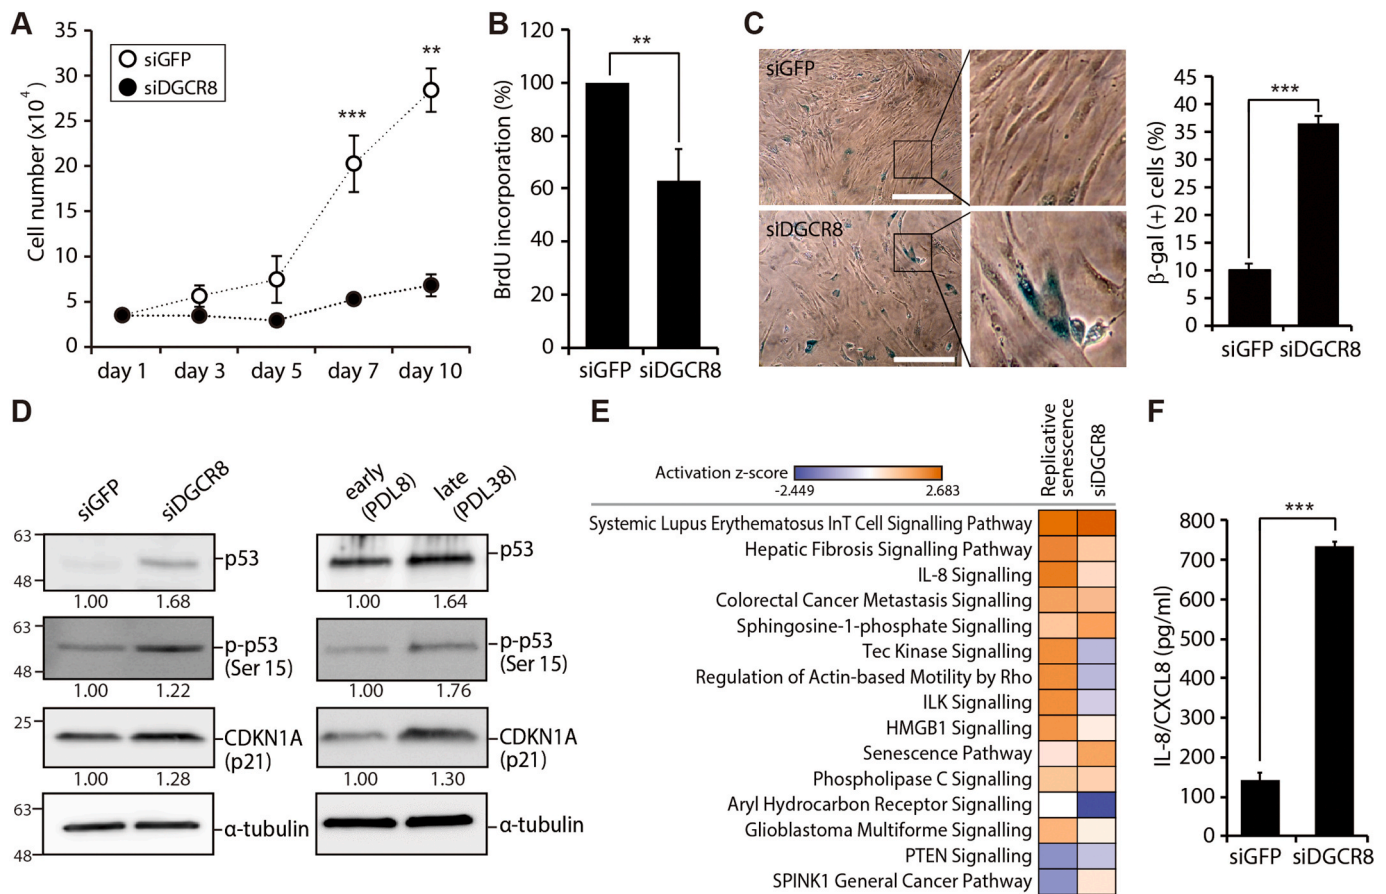 A
35
30
25
20
15
10
5
0
Cell number (x10⁴)
siGFP
siDGCR8
***
**
day 1
day 3
day 5
day 7
day 10
B
120
100
80
60
40
20
0
BrdU incorporation (%)
**
siGFP
siDGCR8
C
siGFP
siDGCR8
45
40
35
30
25
20
15
10
5
0
β-gal (+) cells (%)
***
siGFP
siDGCR8
D
siGFP
siDGCR8
early
(PDL8)
late
(PDL38)
63
48
p53
1.00
1.68
p53
1.00
1.64
63
48
p-p53
(Ser 15)
1.00
1.22
p-p53
(Ser 15)
1.00
1.76
25
CDKN1A
(p21)
1.00
1.28
CDKN1A
(p21)
1.00
1.30
63
48
α-tubulin
α-tubulin
E
Activation z-score
-2.449
2.683
Replicative
senescence
siDGCR8
Systemic Lupus Erythematosus InT Cell Signalling Pathway
Hepatic Fibrosis Signalling Pathway
IL-8 Signalling
Colorectal Cancer Metastasis Signalling
Sphingosine-1-phosphate Signalling
Tec Kinase Signalling
Regulation of Actin-based Motility by Rho
ILK Signalling
HMGB1 Signalling
Senescence Pathway
Phospholipase C Signalling
Aryl Hydrocarbon Receptor Signalling
Glioblastoma Multiforme Signalling
PTEN Signalling
SPINK1 General Cancer Pathway
F
800
700
600
500
400
300
200
100
0
IL-8/CXCL8 (pg/ml)
***
siGFP
siDGCR8